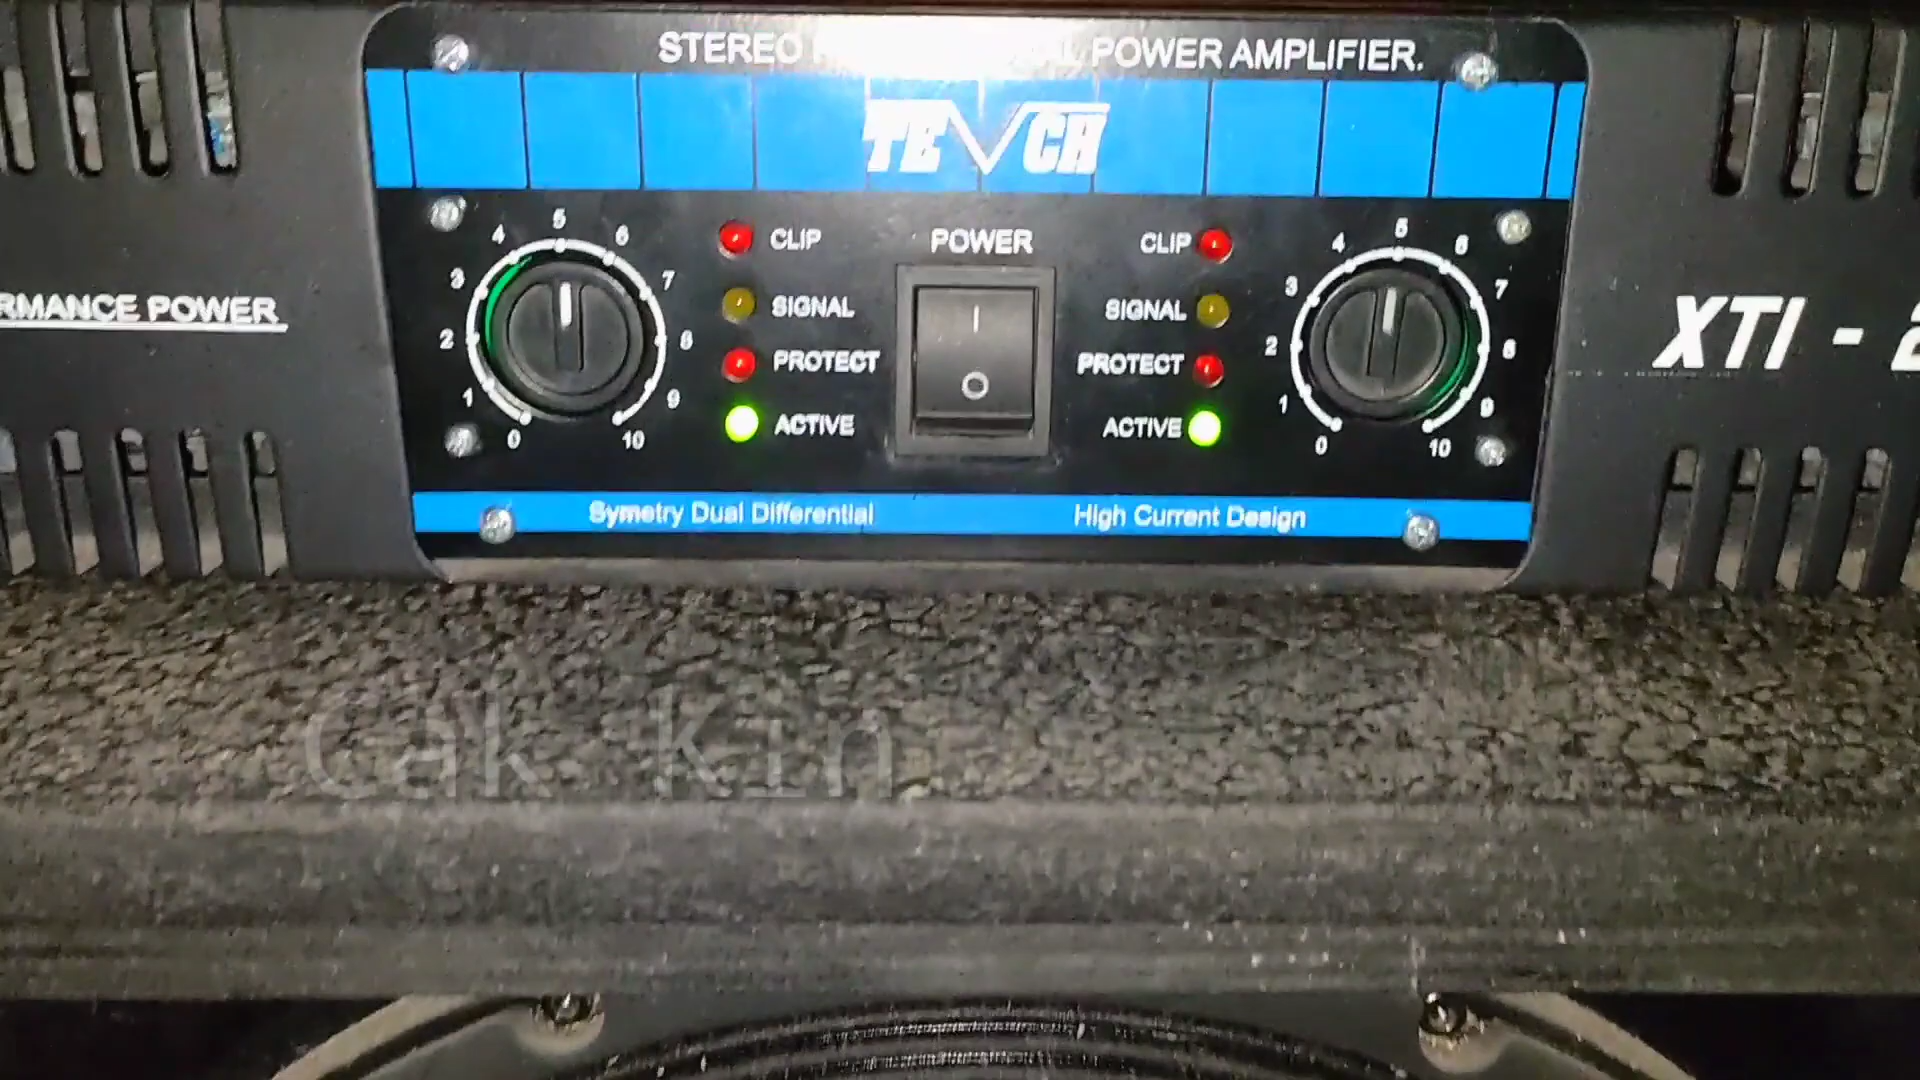 STEREO POWER AMPLIFIER.
TEVCH
5
4 6
3 7
2 8
1 9
0 10
CLIP
SIGNAL
PROTECT
ACTIVE
POWER
I
O
CLIP
SIGNAL
PROTECT
ACTIVE
5
4 6
3 7
2 8
1 9
0 10
RMANCE POWER
XTI - 2
Symetry Dual Differential
High Current Design
Cak Kin